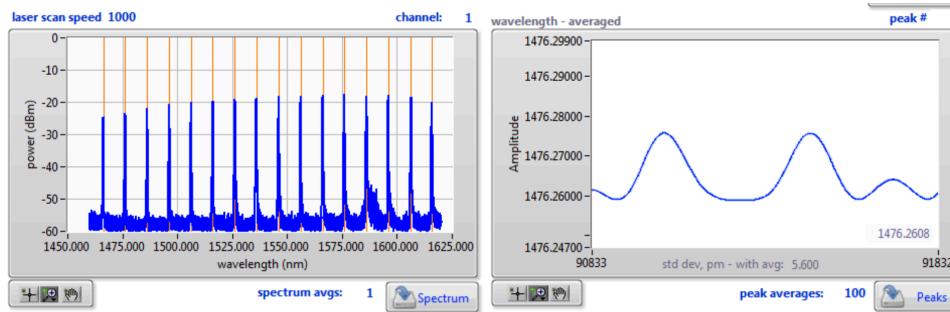 laser scan speed 1000 channel: 1
0
-10
-20
-30
-40
-50
-60
power (dBm)
1450.000 1475.000 1500.000 1525.000 1550.000 1575.000 1600.000 1625.000
wavelength (nm)
spectrum avgs: 1 Spectrum
wavelength - averaged peak #
1476.29900
1476.29000
1476.28000
1476.27000
1476.26000
1476.24700
Amplitude
1476.2608
90833 std dev, pm - with avg: 5.600 91832
peak averages: 100 Peaks